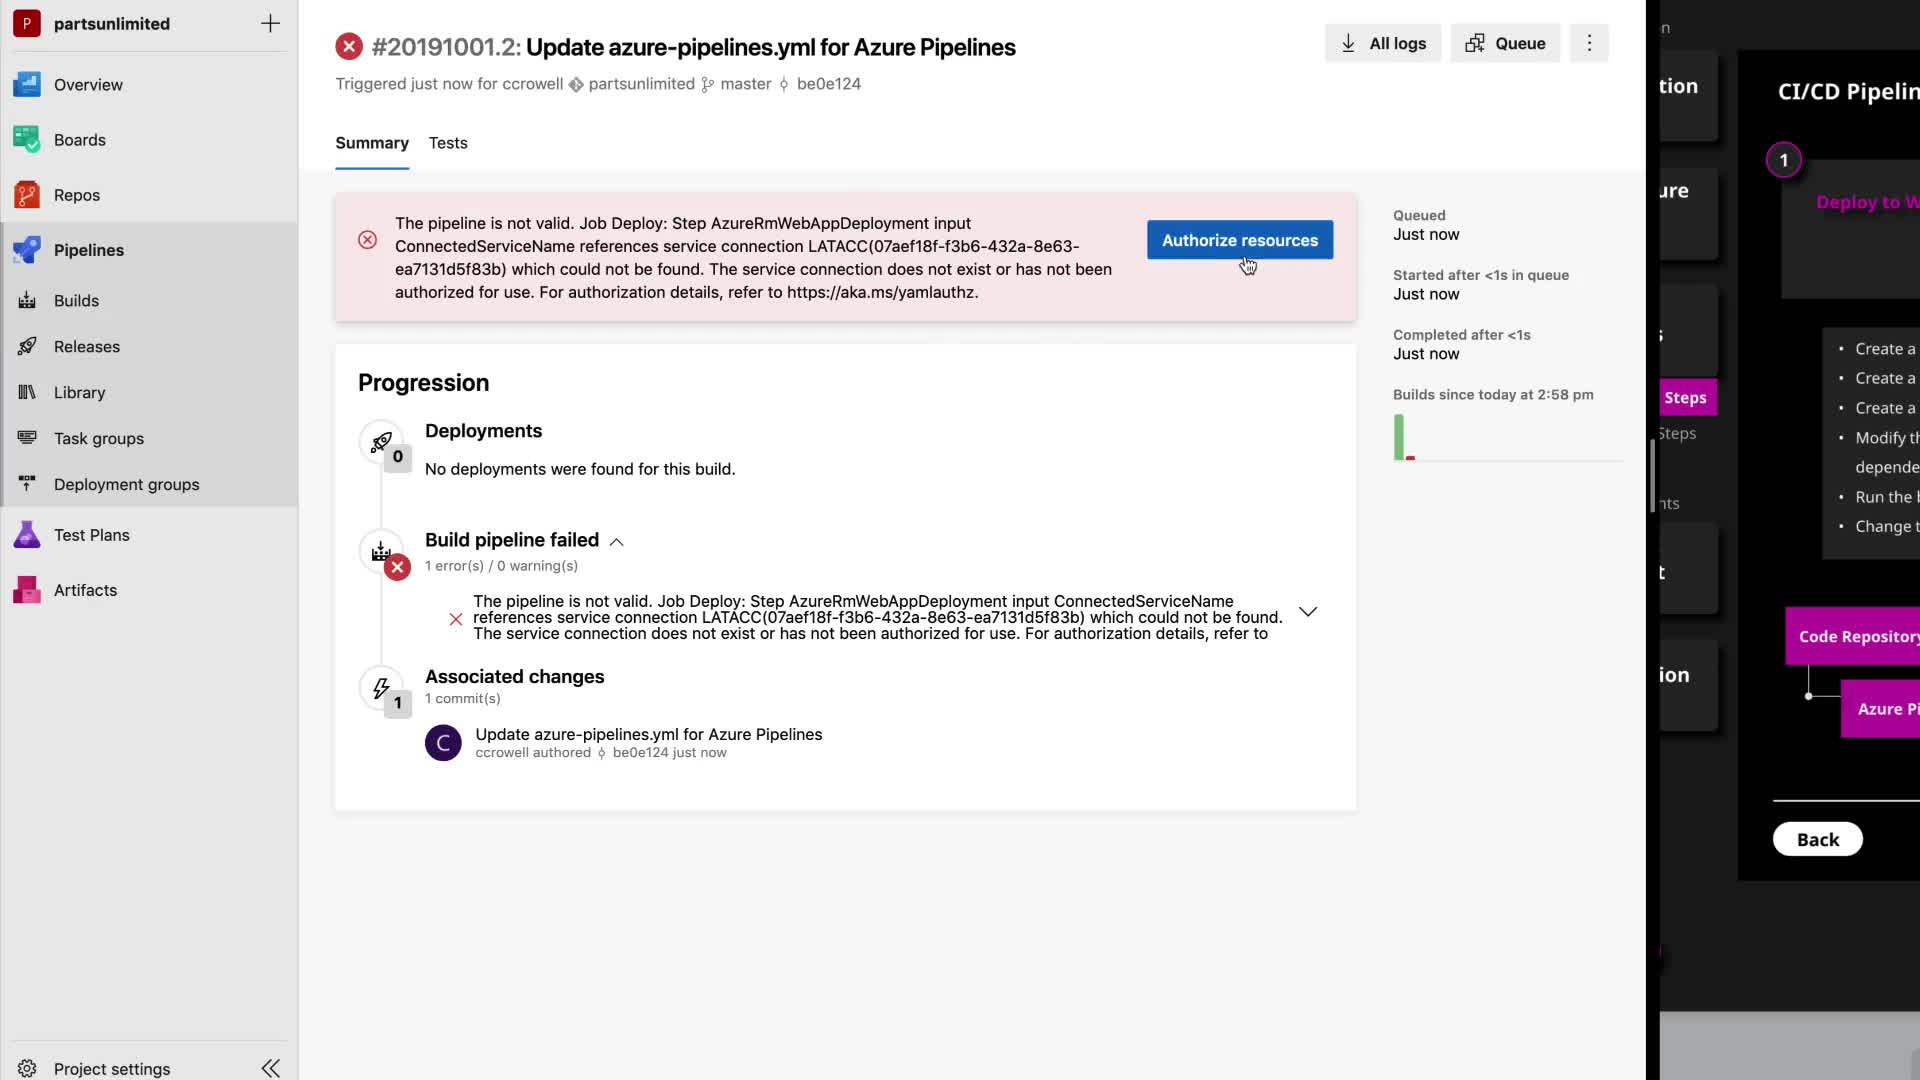 P partsunlimited
Overview
Boards
Repos
Pipelines
Builds
Releases
Library
Task groups
Deployment groups
Test Plans
Artifacts
Project settings
#20191001.2: Update azure-pipelines.yml for Azure Pipelines
Triggered just now for ccrowell partsunlimited master be0e124
All logs
Queue
Summary Tests
The pipeline is not valid. Job Deploy: Step AzureRmWebAppDeployment input
ConnectedServiceName references service connection LATACC(07aef18f-f3b6-432a-8e63-
ea7131d5f83b) which could not be found. The service connection does not exist or has not been
authorized for use. For authorization details, refer to https://aka.ms/yamlauthz.
Authorize resources
Queued
Just now
Started after <1s in queue
Just now
Completed after <1s
Just now
Builds since today at 2:58 pm
Progression
Deployments
0
No deployments were found for this build.
Build pipeline failed
1 error(s) / 0 warning(s)
The pipeline is not valid. Job Deploy: Step AzureRmWebAppDeployment input ConnectedServiceName
references service connection LATACC(07aef18f-f3b6-432a-8e63-ea7131d5f83b) which could not be found.
The service connection does not exist or has not been authorized for use. For authorization details, refer to
Associated changes
1
1 commit(s)
C
Update azure-pipelines.yml for Azure Pipelines
ccrowell authored be0e124 just now
Steps
Steps
CI/CD Pipelin
1
Deploy to W
• Create a
• Create a
• Create a
• Modify th
depende
• Run the b
• Change t
Code Repository
Azure Pi
Back